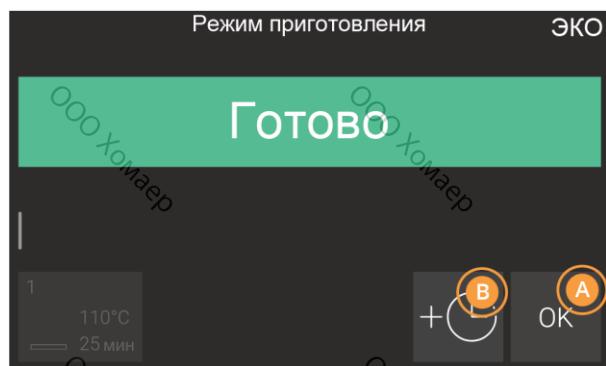 Режим приготовления
ЭКО
Готово
ООО Хомаер
ООО Хомаер
1
110°C
25 мин
+
B
OK
A